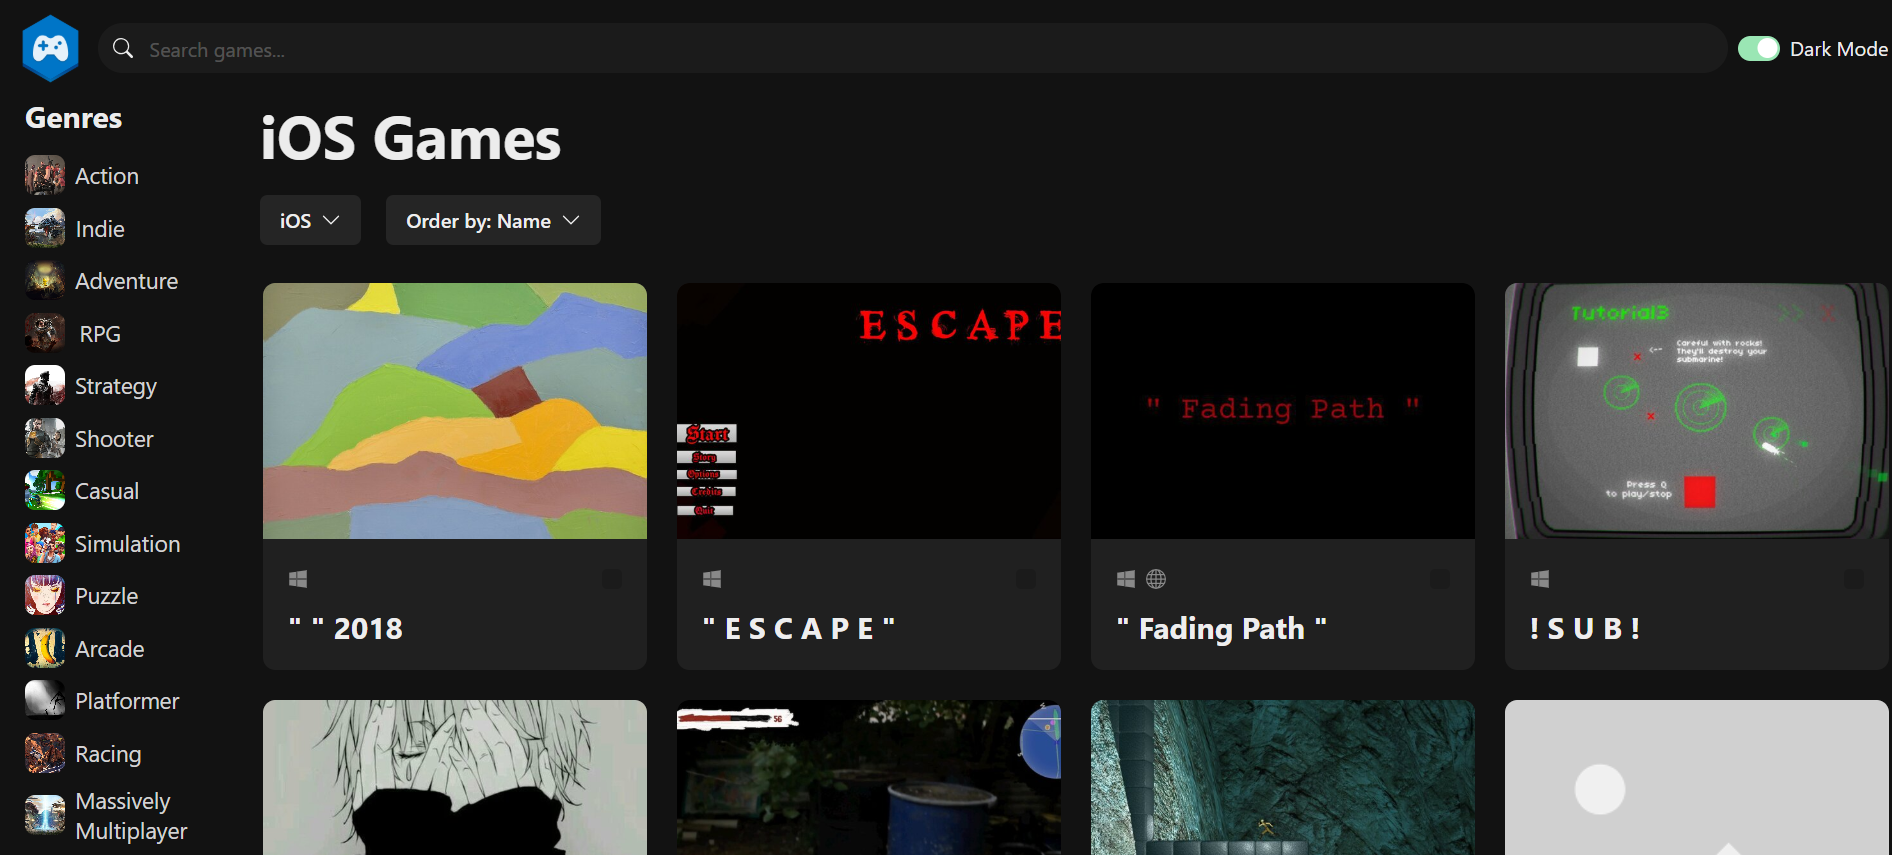 Search games...
Dark Mode
Genres
Action
Indie
Adventure
RPG
Strategy
Shooter
Casual
Simulation
Puzzle
Arcade
Platformer
Racing
Massively
Multiplayer
iOS Games
iOS
Order by: Name
" " 2018
ESCAPE
Start
Story
Options
Credits
Quit
" E S C A P E "
" Fading Path "
" Fading Path "
Tutorial3
Careful with rocks!
They'll destroy your
submarine!
Press Q
to play/stop
! S U B !
56